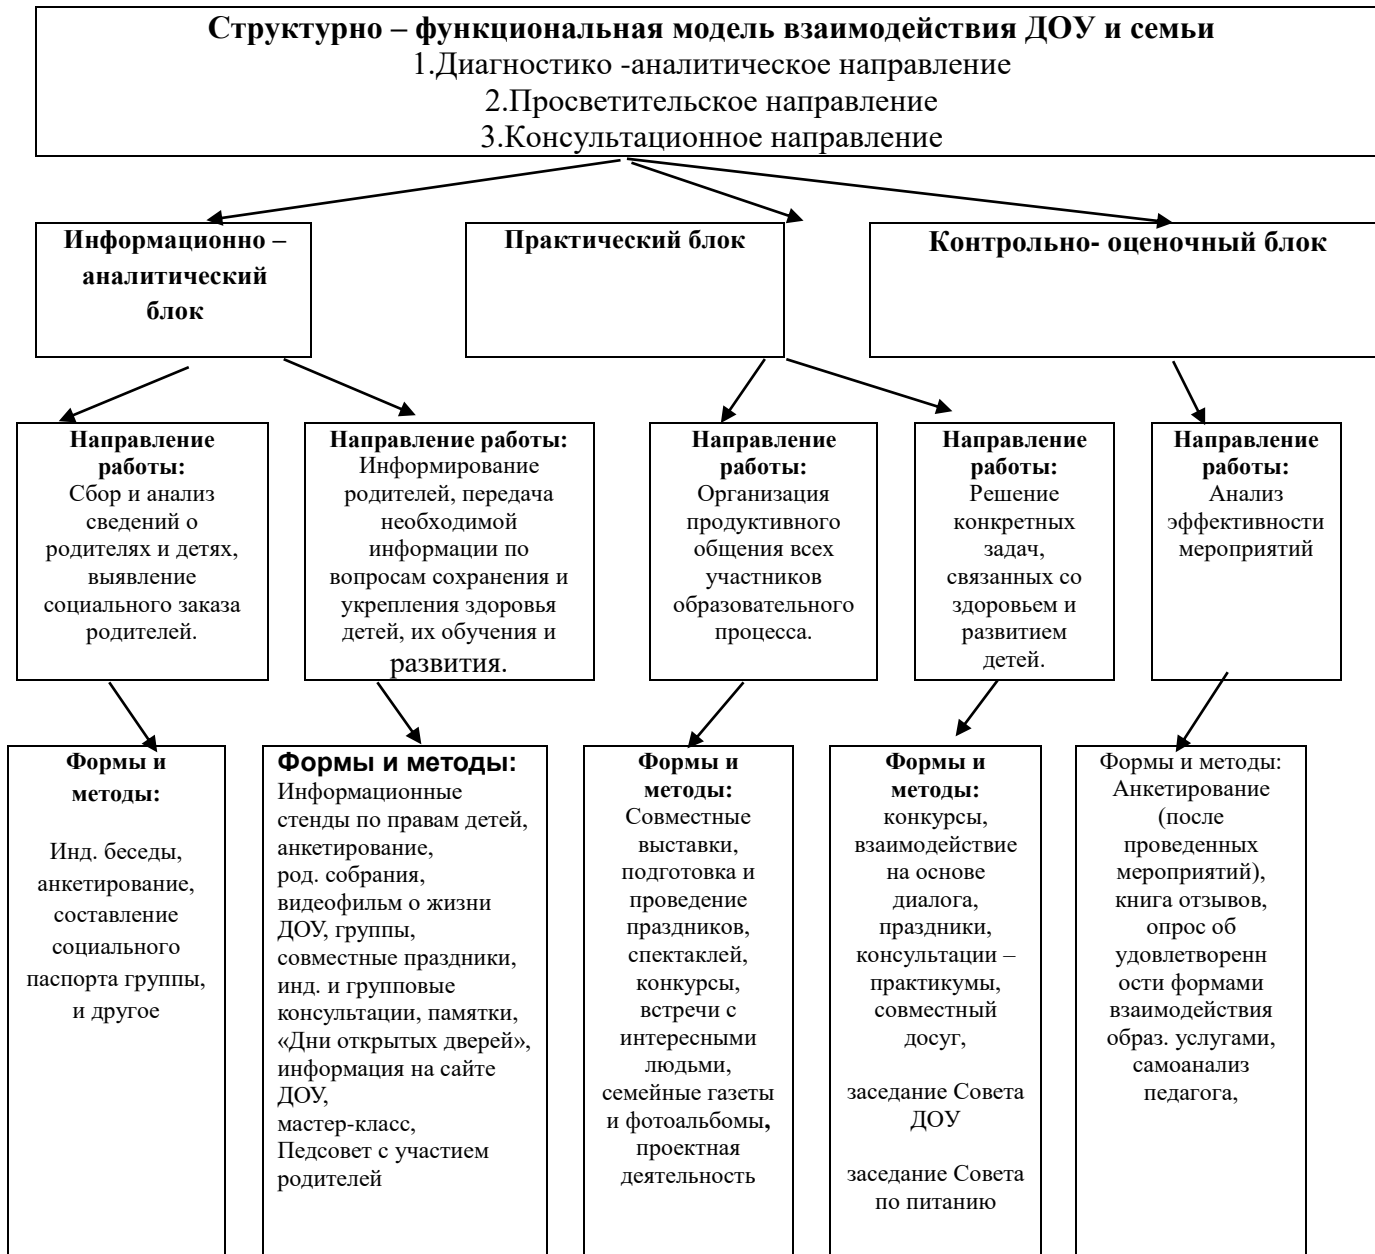 Структурно – функциональная модель взаимодействия ДОУ и семьи
1.Диагностико -аналитическое направление
2.Просветительское направление
3.Консультационное направление
Информационно –
аналитический
блок
Практический блок
Контрольно- оценочный блок
Направление
работы:
Сбор и анализ
сведений о
родителях и детях,
выявление
социального заказа
родителей.
Направление работы:
Информирование
родителей, передача
необходимой
информации по
вопросам сохранения и
укрепления здоровья
детей, их обучения и
развития.
Направление
работы:
Организация
продуктивного
общения всех
участников
образовательного
процесса.
Направление
работы:
Решение
конкретных
задач,
связанных со
здоровьем и
развитием
детей.
Направление
работы:
Анализ
эффективности
мероприятий
Формы и
методы:
Инд. беседы,
анкетирование,
составление
социального
паспорта группы,
и другое
Формы и методы:
Информационные
стенды по правам детей,
анкетирование,
род. собрания,
видеофильм о жизни
ДОУ, группы,
совместные праздники,
инд. и групповые
консультации, памятки,
«Дни открытых дверей»,
информация на сайте
ДОУ,
мастер-класс,
Педсовет с участием
родителей
Формы и
методы:
Совместные
выставки,
подготовка и
проведение
праздников,
спектаклей,
конкурсы,
встречи с
интересными
людьми,
семейные газеты
и фотоальбомы,
проектная
деятельность
Формы и
методы:
конкурсы,
взаимодействие
на основе
диалога,
праздники,
консультации –
практикумы,
совместный
досуг,
заседание Совета
ДОУ
заседание Совета
по питанию
Формы и методы:
Анкетирование
(после
проведенных
мероприятий),
книга отзывов,
опрос об
удовлетворенн
ости формами
взаимодействия
образ. услугами,
самоанализ
педагога,